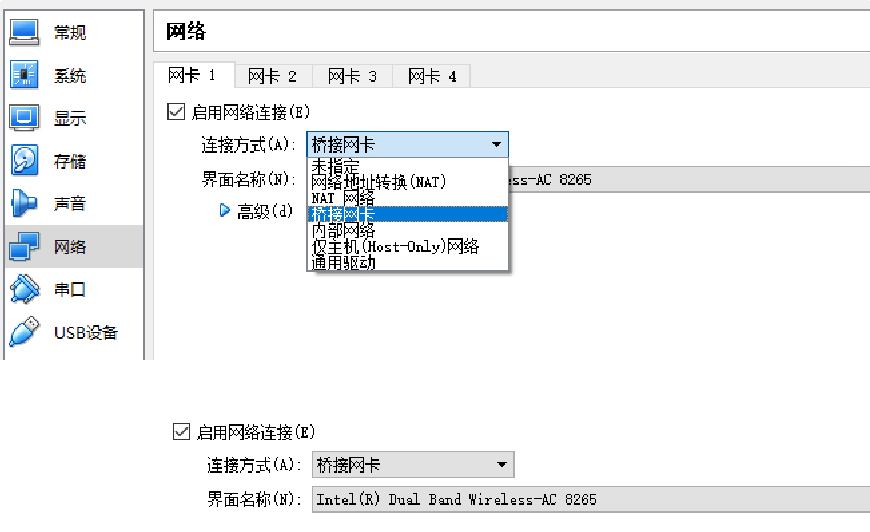 常规
系统
显示
存储
声音
网络
串口
USB设备
网络
网卡 1 网卡 2 网卡 3 网卡 4
启用网络连接(E)
连接方式(A): 桥接网卡
未指定
网络地址转换(NAT)
NAT 网络
桥接网卡
内部网络
仅主机(Host-Only)网络
通用驱动
界面名称(N): ss-AC 8265
高级(d)
启用网络连接(E)
连接方式(A): 桥接网卡
界面名称(N): Intel(R) Dual Band Wireless-AC 8265